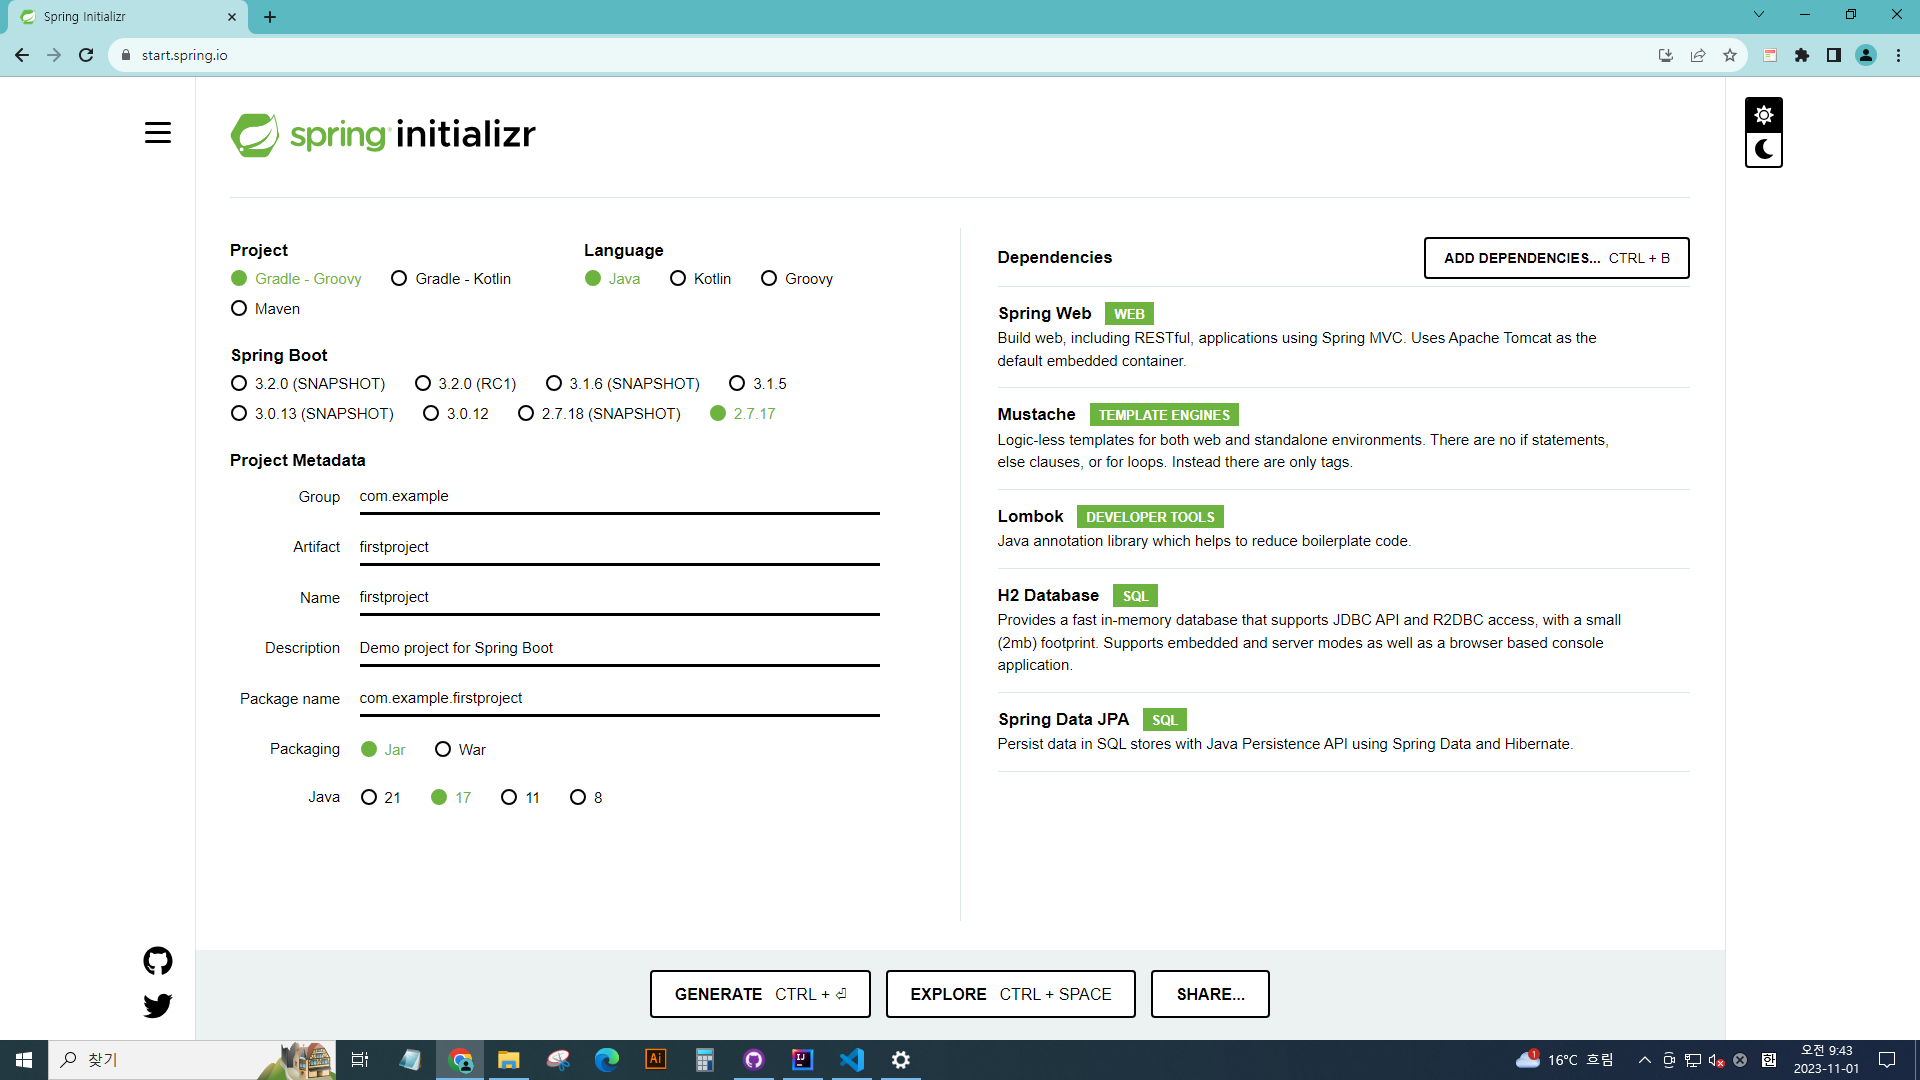 Spring Initializr
start.spring.io
spring initializr
Project
Gradle - Groovy
Gradle - Kotlin
Maven
Language
Java
Kotlin
Groovy
Spring Boot
3.2.0 (SNAPSHOT)
3.2.0 (RC1)
3.1.6 (SNAPSHOT)
3.1.5
3.0.13 (SNAPSHOT)
3.0.12
2.7.18 (SNAPSHOT)
2.7.17
Project Metadata
Group com.example
Artifact firstproject
Name firstproject
Description Demo project for Spring Boot
Package name com.example.firstproject
Packaging Jar War
Java 21 17 11 8
Dependencies
ADD DEPENDENCIES... CTRL + B
Spring Web WEB
Build web, including RESTful, applications using Spring MVC. Uses Apache Tomcat as the
default embedded container.
Mustache TEMPLATE ENGINES
Logic-less templates for both web and standalone environments. There are no if statements,
else clauses, or for loops. Instead there are only tags.
Lombok DEVELOPER TOOLS
Java annotation library which helps to reduce boilerplate code.
H2 Database SQL
Provides a fast in-memory database that supports JDBC API and R2DBC access, with a small
(2mb) footprint. Supports embedded and server modes as well as a browser based console
application.
Spring Data JPA SQL
Persist data in SQL stores with Java Persistence API using Spring Data and Hibernate.
GENERATE CTRL + ⏎
EXPLORE CTRL + SPACE
SHARE...
찾기
Ai
IJ
1
16°C 흐림
한
오전 9:43
2023-11-01